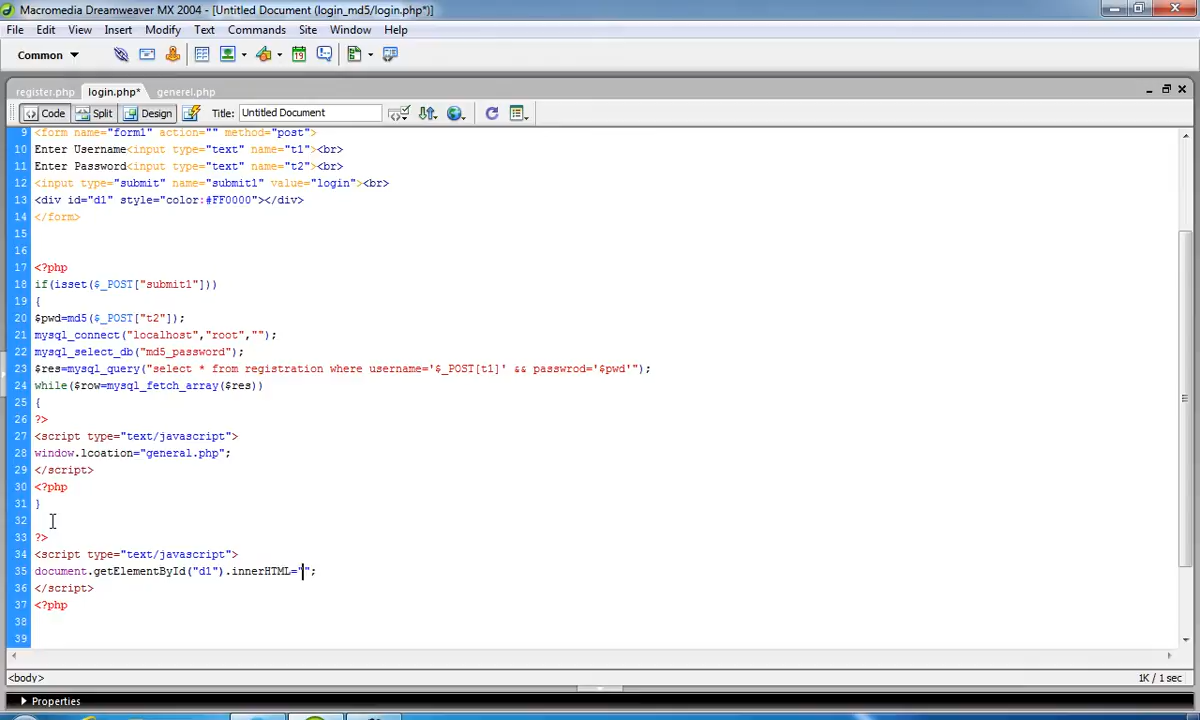 Macromedia Dreamweaver MX 2004 - [Untitled Document (login_md5/login.php*)]
File Edit View Insert Modify Text Commands Site Window Help
Common
register.php login.php* generel.php
Code Split Design Title: Untitled Document
9 <form name="form1" action="" method="post">
10 Enter Username<input type="text" name="t1"><br>
11 Enter Password<input type="text" name="t2"><br>
12 <input type="submit" name="submit1" value="login"><br>
13 <div id="d1" style="color:#FF0000"></div>
14 </form>
15
16
17 <?php
18 if(isset($_POST["submit1"]))
19 {
20 $pwd=md5($_POST["t2"]);
21 mysql_connect("localhost","root","");
22 mysql_select_db("md5_password");
23 $res=mysql_query("select * from registration where username='$_POST[t1]' && passwrod='$pwd'");
24 while($row=mysql_fetch_array($res))
25 {
26 ?>
27 <script type="text/javascript">
28 window.lcoation="general.php";
29 </script>
30 <?php
31 }
32
33 ?>
34 <script type="text/javascript">
35 document.getElementById("d1").innerHTML="";
36 </script>
37 <?php
38
39
<body>
1K / 1 sec
Properties